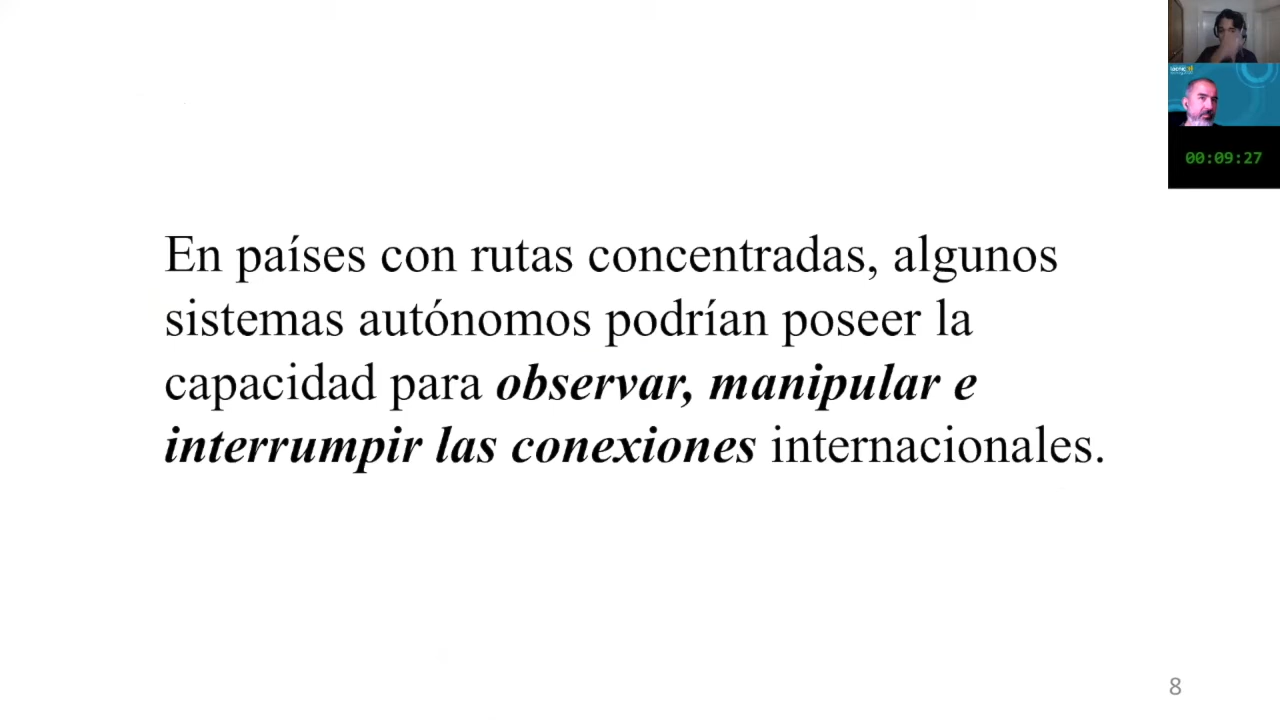 00:09:27
En países con rutas concentradas, algunos
sistemas autónomos podrían poseer la
capacidad para observar, manipular e
interrumpir las conexiones internacionales.
8